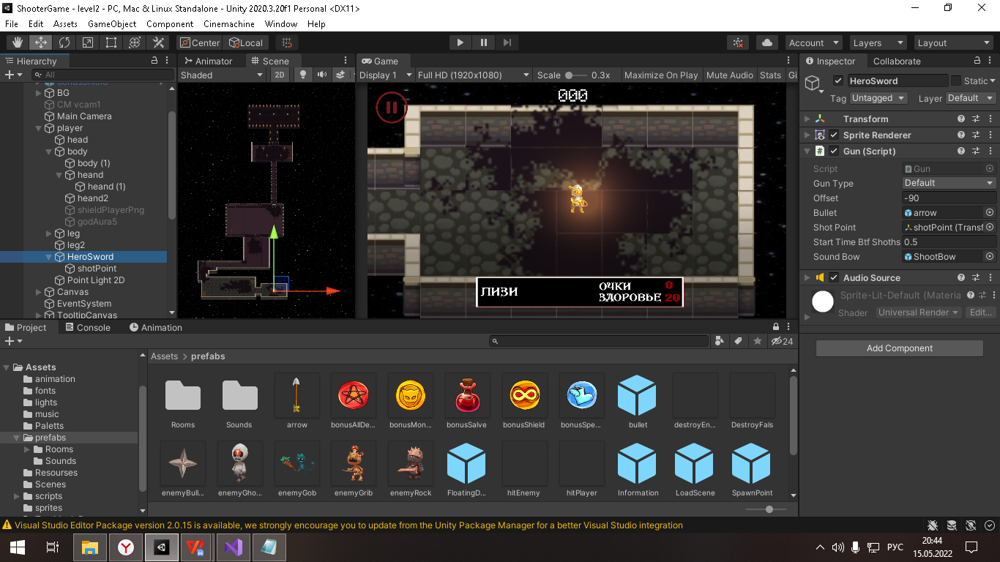 ShooterGame - level2 - PC, Mac & Linux Standalone - Unity 2020.3.20f1 Personal <DX11>
File Edit Assets GameObject Component Cinemachine Window Help
Center Local Account Layers Layout
Hierarchy
All
bonusShield
BG
CM vcam1
Main Camera
player
head
body
body (1)
heand
heand (1)
heand2
shieldPlayerPng
godAura5
leg
leg2
HeroSword
shotPoint
Point Light 2D
Canvas
EventSystem
TooltipCanvas
Animator Scene
Shaded 2D
Game
Display 1 Full HD (1920x1080) Scale 0.3x Maximize On Play Mute Audio Stats Gi
000
ЛИЗИ
ОЧКИ 0
ЗДОРОВЬЕ 20
Inspector Collaborate
HeroSword Static
Tag Untagged Layer Default
Transform
Sprite Renderer
# Gun (Script)
Script # Gun
Gun Type Default
Offset -90
Bullet arrow
Shot Point shotPoint (Transf
Start Time Btf Shoths 0.5
Sound Bow ShootBow
Audio Source
Sprite-Lit-Default (Materia
Shader Universal Render Edit...
Add Component
Project Console Animation
24
Assets
animation
fonts
lights
music
Paletts
prefabs
Rooms
Sounds
Resourses
Scenes
scripts
sprites
Assets > prefabs
Rooms Sounds arrow bonusAllDe... bonusMon... bonusSalve bonusShield bonusSpe... bullet destroyEn... DestroyFals
enemyBull... enemyGho... enemyGob enemyGrib enemyRock FloatingD... hitEnemy hitPlayer Information LoadScene SpawnPoint
Visual Studio Editor Package version 2.0.15 is available, we strongly encourage you to update from the Unity Package Manager for a better Visual Studio integration
РУС
20:44
15.05.2022